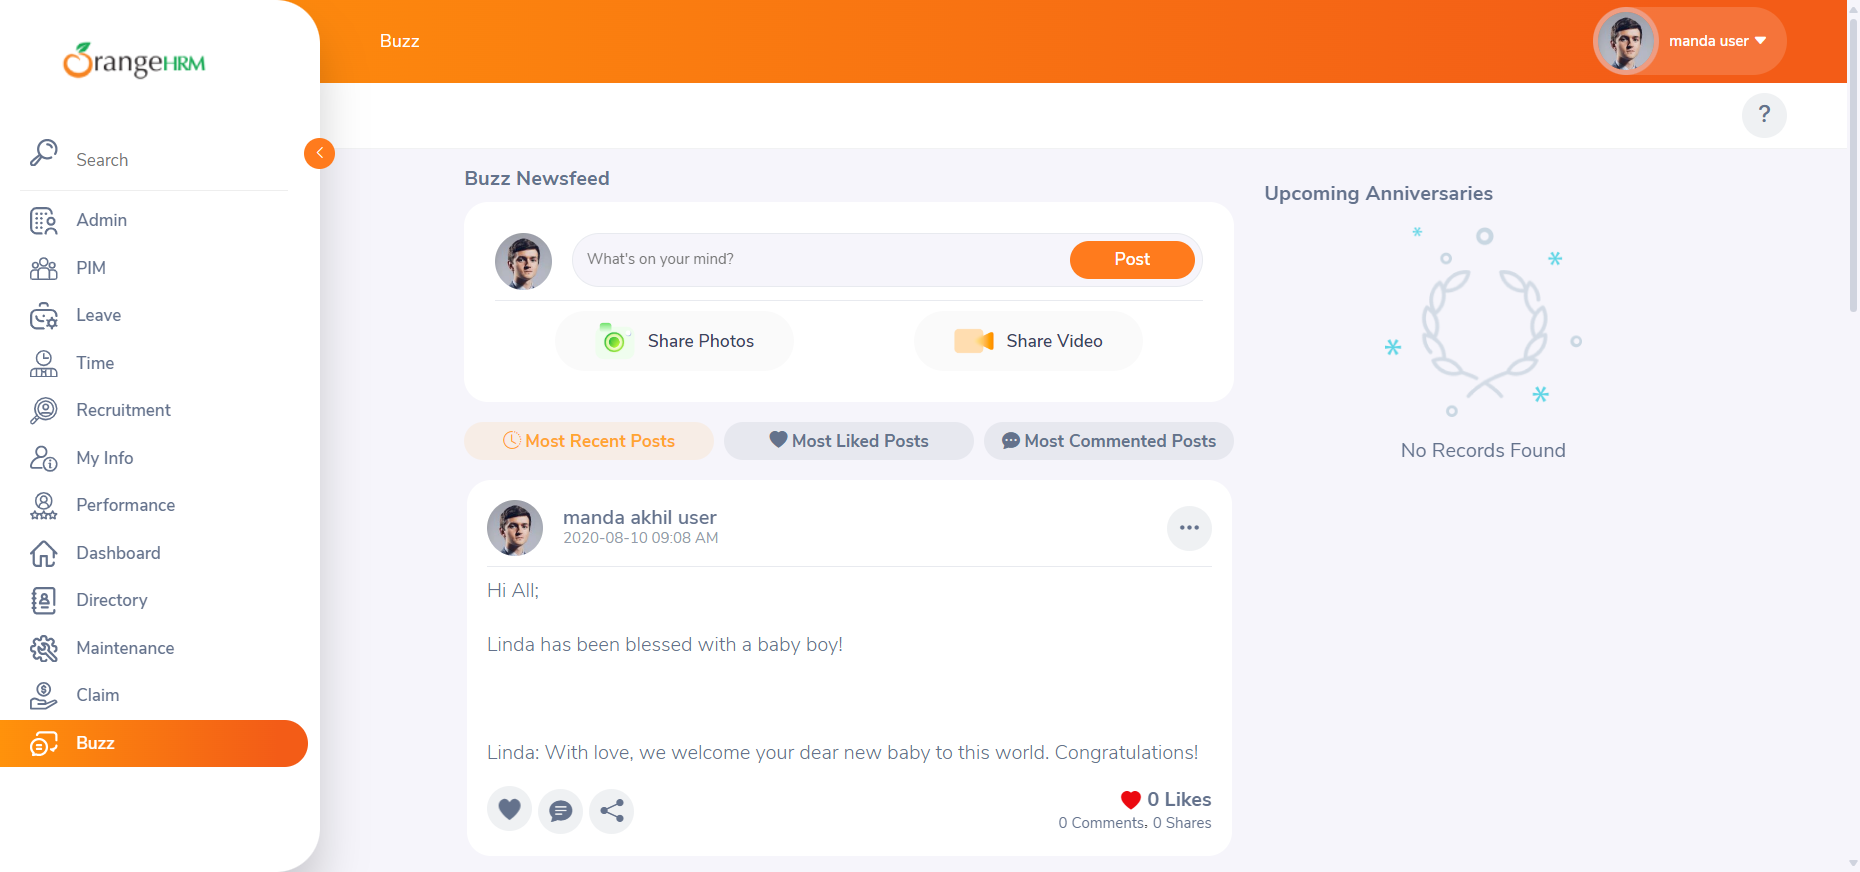 OrangeHRM
Search
Admin
PIM
Leave
Time
Recruitment
My Info
Performance
Dashboard
Directory
Maintenance
Claim
Buzz
Buzz
manda user
?
Buzz Newsfeed
What's on your mind?
Post
Share Photos
Share Video
Most Recent Posts
Most Liked Posts
Most Commented Posts
manda akhil user
2020-08-10 09:08 AM
Hi All;
Linda has been blessed with a baby boy!
Linda: With love, we welcome your dear new baby to this world. Congratulations!
0 Likes
0 Comments, 0 Shares
Upcoming Anniversaries
No Records Found